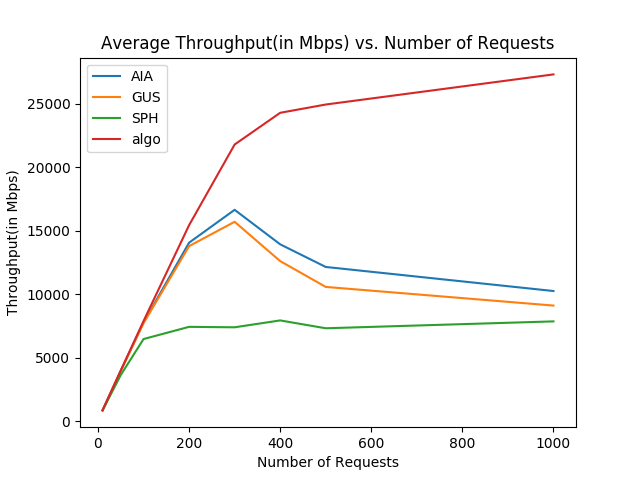 Average Throughput(in Mbps) vs. Number of Requests
AIA
GUS
SPH
algo
Throughput(in Mbps)
25000
20000
15000
10000
5000
0
0 200 400 600 800 1000
Number of Requests